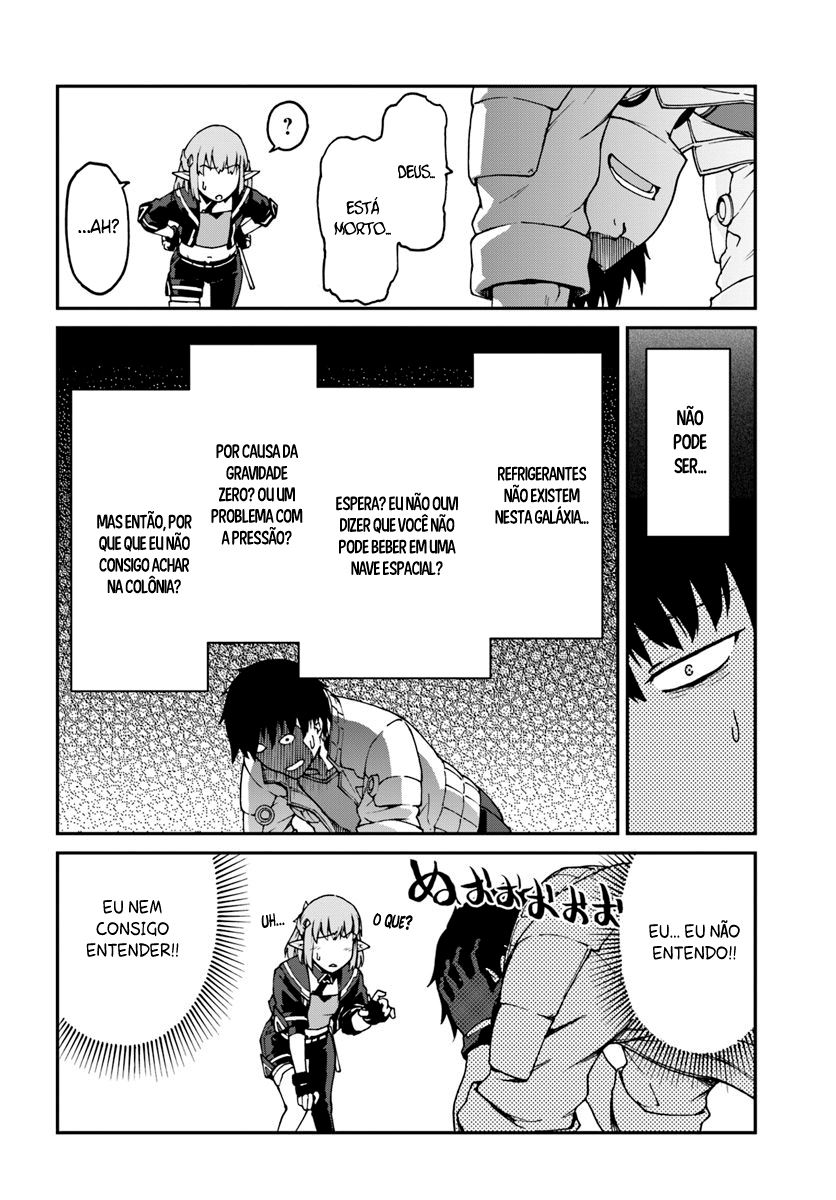 DEUS..
ESTÁ
MORTO..
?
...AH?
NÃO
PODE
SER...
REFRIGERANTES
NÃO EXISTEM
NESTA GALÁXIA...
ESPERA? EU NÃO OUVI
DIZER QUE VOCÊ NÃO
PODE BEBER EM UMA
NAVE ESPACIAL?
POR CAUSA DA
GRAVIDADE
ZERO? OU UM
PROBLEMA COM
A PRESSÃO?
MAS ENTÃO, POR
QUE QUE EU NÃO
CONSIGO ACHAR
NA COLÔNIA?
EU... EU NÃO
ENTENDO!!
ぬおおおおお
O QUE?
UH...
EU NEM
CONSIGO
ENTENDER!!